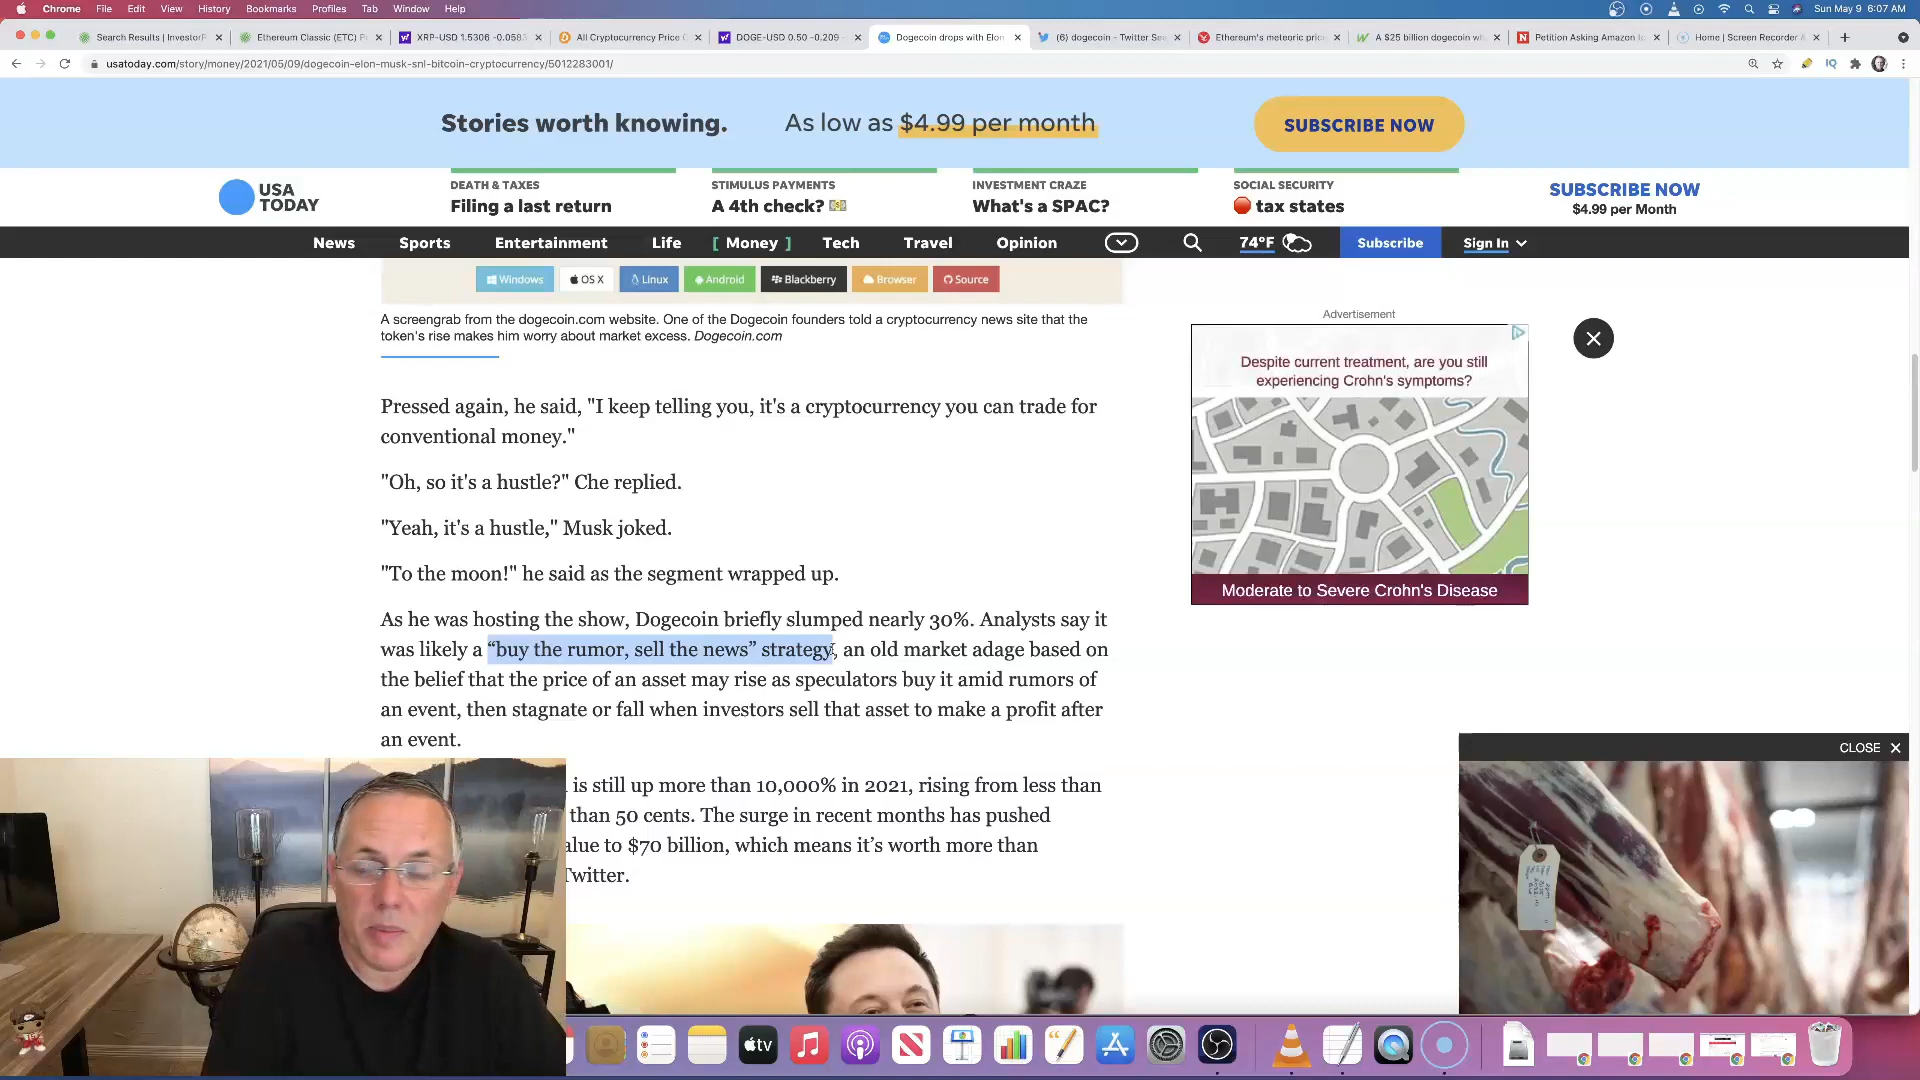 Chrome File Edit View History Bookmarks Profiles Tab Window Help
Sun May 9 6:07 AM
Search Results | InvestorP
Ethereum Classic (ETC) P
XRP-USD 1.5306 -0.0583
All Cryptocurrency Price C
DOGE-USD 0.50 -0.209 -
Dogecoin drops with Elon
(6) dogecoin - Twitter Sea
Ethereum's meteoric price
A $25 billion dogecoin wh
Petition Asking Amazon to
Home | Screen Recorder &
usatoday.com/story/money/2021/05/09/dogecoin-elon-musk-snl-bitcoin-cryptocurrency/5012283001/
Stories worth knowing. As low as $4.99 per month SUBSCRIBE NOW
USA
TODAY
DEATH & TAXES
Filing a last return
STIMULUS PAYMENTS
A 4th check?
INVESTMENT CRAZE
What's a SPAC?
SOCIAL SECURITY
tax states
SUBSCRIBE NOW
$4.99 per Month
News Sports Entertainment Life [ Money ] Tech Travel Opinion 74°F Subscribe Sign In
Windows OS X Linux Android Blackberry Browser Source
A screengrab from the dogecoin.com website. One of the Dogecoin founders told a cryptocurrency news site that the
token's rise makes him worry about market excess. Dogecoin.com
Pressed again, he said, "I keep telling you, it's a cryptocurrency you can trade for
conventional money."
"Oh, so it's a hustle?" Che replied.
"Yeah, it's a hustle," Musk joked.
"To the moon!" he said as the segment wrapped up.
As he was hosting the show, Dogecoin briefly slumped nearly 30%. Analysts say it
was likely a “buy the rumor, sell the news” strategy, an old market adage based on
the belief that the price of an asset may rise as speculators buy it amid rumors of
an event, then stagnate or fall when investors sell that asset to make a profit after
an event.
is still up more than 10,000% in 2021, rising from less than
than 50 cents. The surge in recent months has pushed
alue to $70 billion, which means it’s worth more than
Twitter.
Advertisement
Despite current treatment, are you still
experiencing Crohn's symptoms?
Moderate to Severe Crohn's Disease
CLOSE
tv